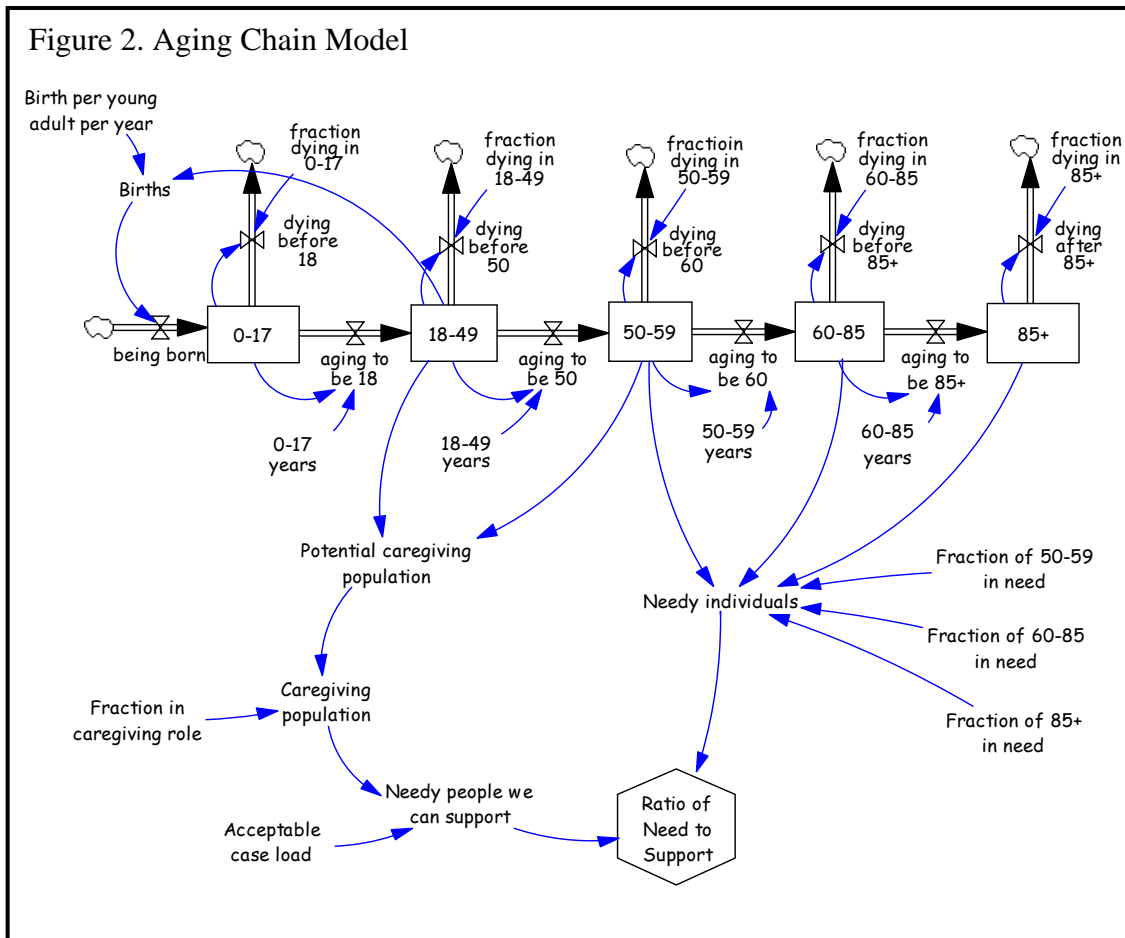 Figure 2. Aging Chain Model
Birth per young
adult per year
Births
fraction
dying in
0-17
fraction
dying in
18-49
fractioin
dying in
50-59
fraction
dying in
60-85
fraction
dying in
85+
dying
before
18
dying
before
50
dying
before
60
dying
before
85+
dying
after
85+
being born
0-17
18-49
50-59
60-85
85+
aging to
be 18
aging to
be 50
aging to
be 60
aging to
be 85+
0-17
years
18-49
years
50-59
years
60-85
years
Potential caregiving
population
Needy individuals
Fraction of 50-59
in need
Fraction of 60-85
in need
Fraction of 85+
in need
Caregiving
population
Fraction in
caregiving role
Needy people we
can support
Acceptable
case load
Ratio of
Need to
Support